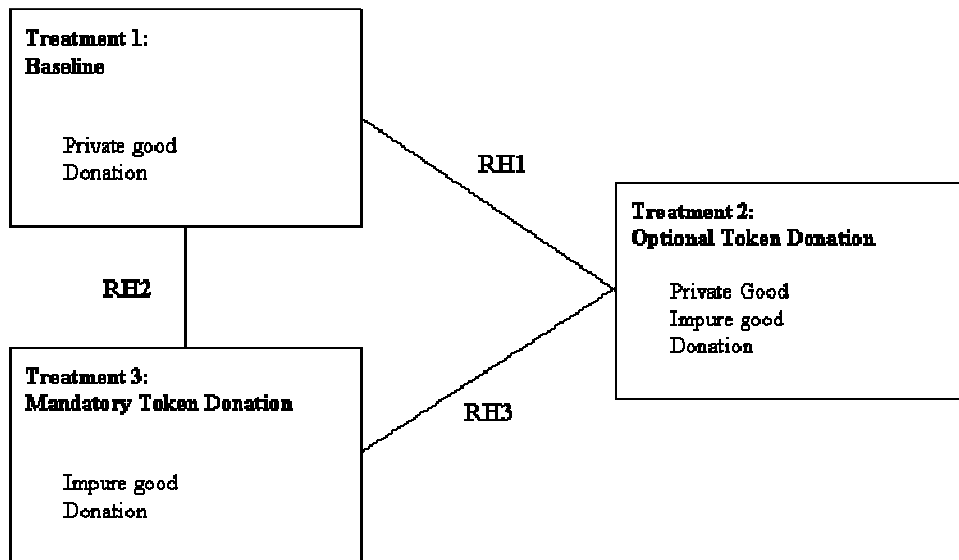 Treatment 1:
Baseline
Private good
Donation
RH1
Treatment 2:
Optional Token Donation
Private Good
Impure good
Donation
RH2
Treatment 3:
Mandatory Token Donation
Impure good
Donation
RH3